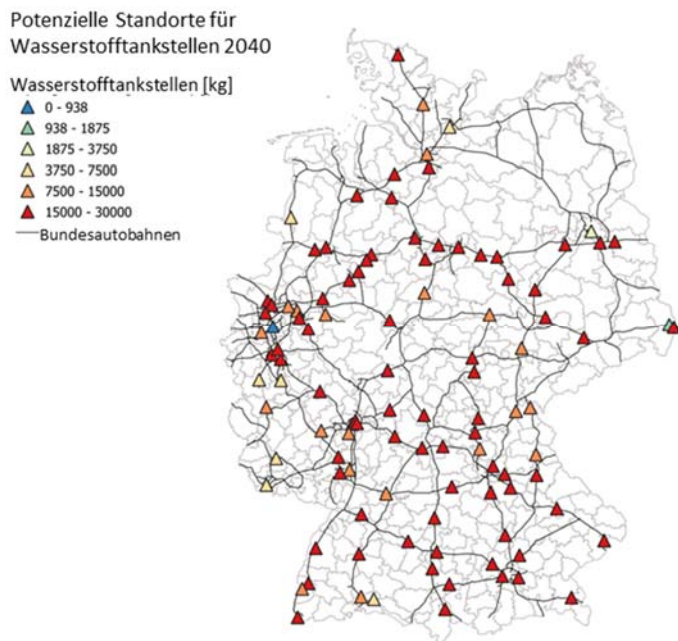 Potenzielle Standorte für
Wasserstofftankstellen 2040
Wasserstofftankstellen [kg]
0 - 938
938 - 1875
1875 - 3750
3750 - 7500
7500 - 15000
15000 - 30000
Bundesautobahnen